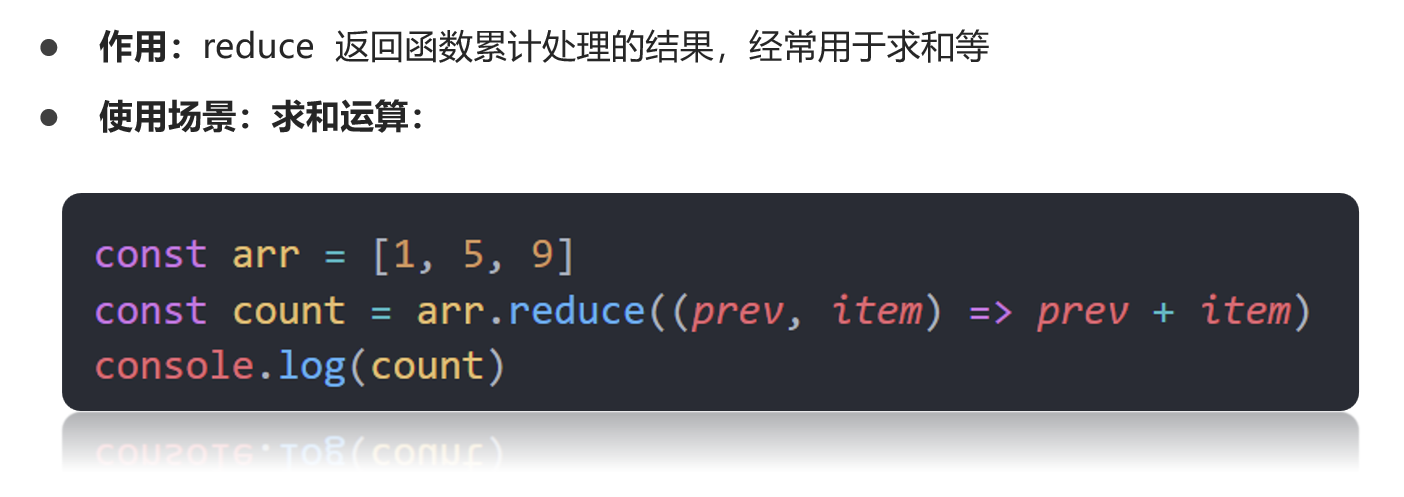 ● 作用：reduce 返回函数累计处理的结果，经常用于求和等
● 使用场景：求和运算：
const arr = [1, 5, 9]
const count = arr.reduce((prev, item) => prev + item)
console.log(count)